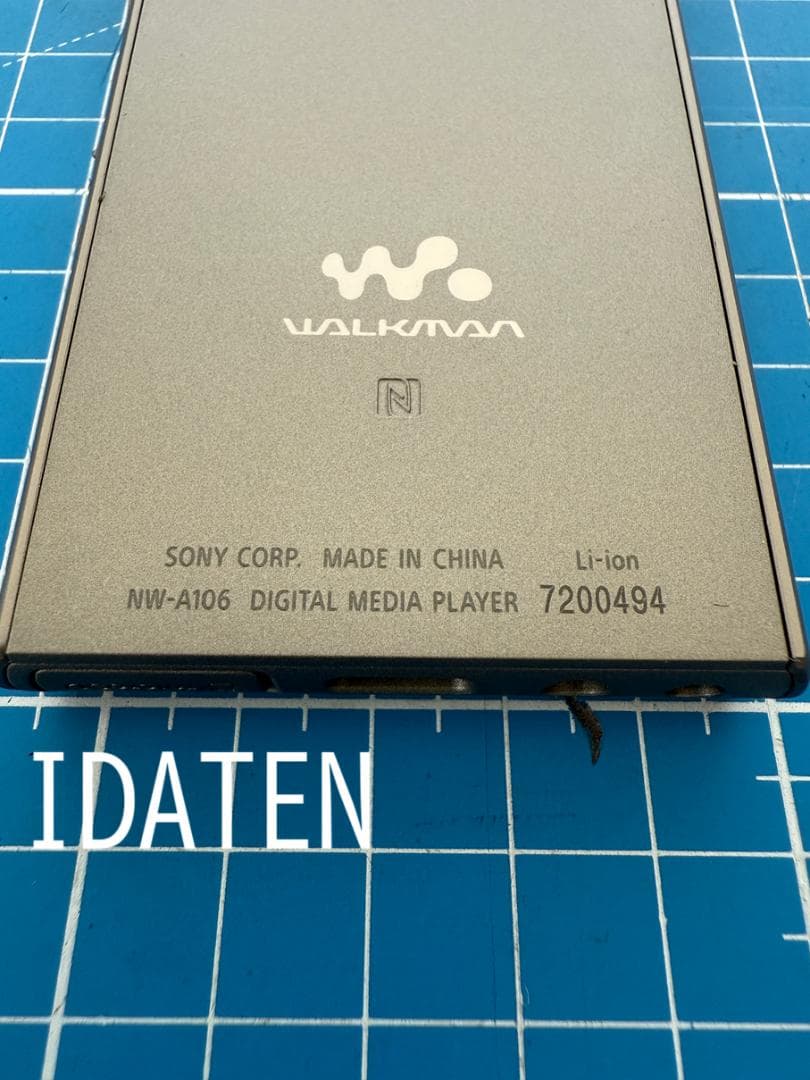 WALKMAN
N
SONY CORP. MADE IN CHINA Li-ion
NW-A106 DIGITAL MEDIA PLAYER 7200494
IDATEN